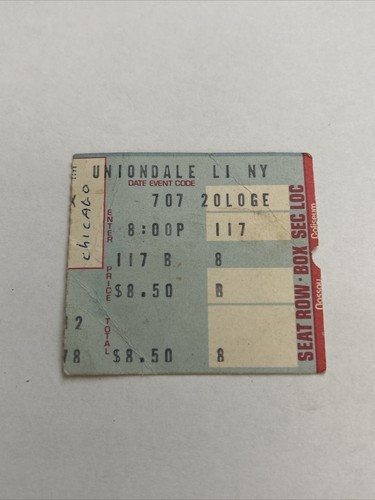 UNIONDALE LI NY
DATE EVENT CODE
707 20LOGE
CHICAGO
ENTER
8:00P 117
117 B 8
PRICE
$8.50 B
12
TOTAL
78 $8.50 8
SEAT ROW·BOX SEC LOC
Nassau Coliseum